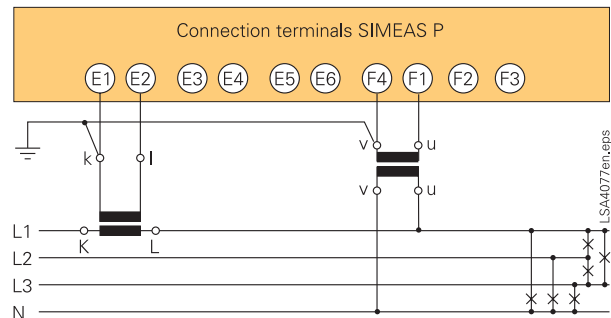 Connection terminals SIMEAS P
E1 E2 E3 E4 E5 E6 F4 F1 F2 F3
k l v u
v u
L1
K L
L2
L3
N
LSA4077en.eps